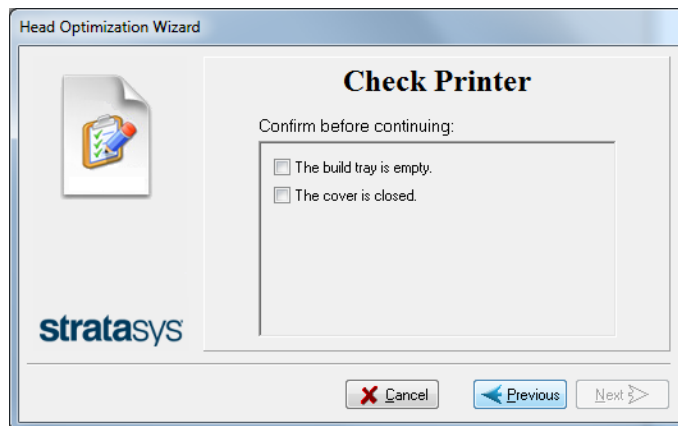 Head Optimization Wizard
Check Printer
Confirm before continuing:
The build tray is empty.
The cover is closed.
stratasys
Cancel
Previous
Next